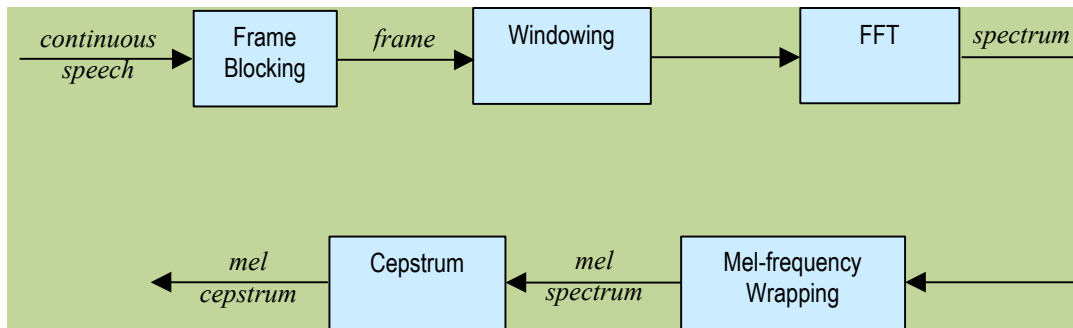 continuous
speech
Frame
Blocking
frame
Windowing
FFT
spectrum
mel
cepstrum
Cepstrum
mel
spectrum
Mel-frequency
Wrapping